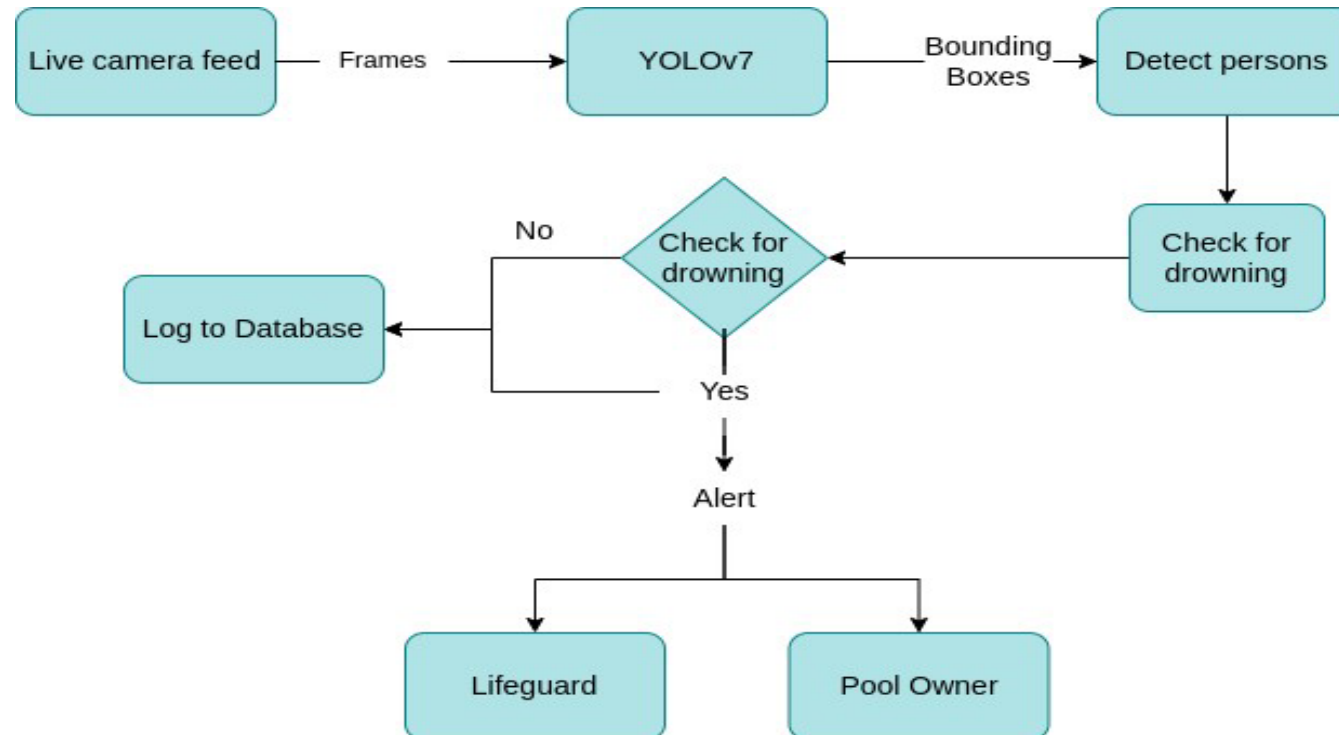 Live camera feed
Frames
YOLOv7
Bounding
Boxes
Detect persons
No
Check for
drowning
Check for
drowning
Log to Database
Yes
Alert
Lifeguard
Pool Owner